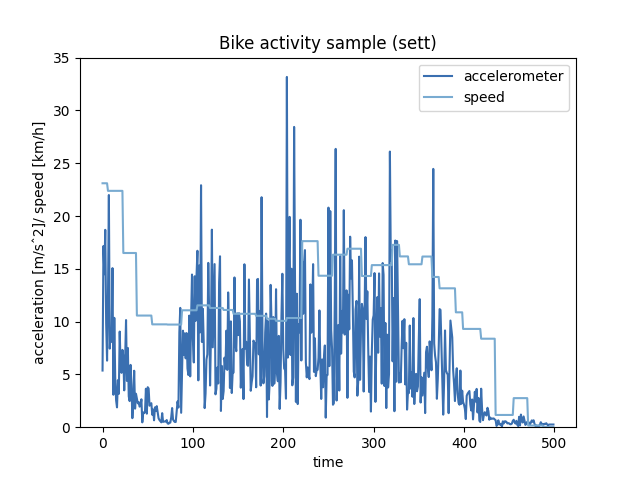 Bike activity sample (sett)
accelerometer
speed
acceleration [m/s^2]/ speed [km/h]
35
30
25
20
15
10
5
0
0 100 200 300 400 500
time